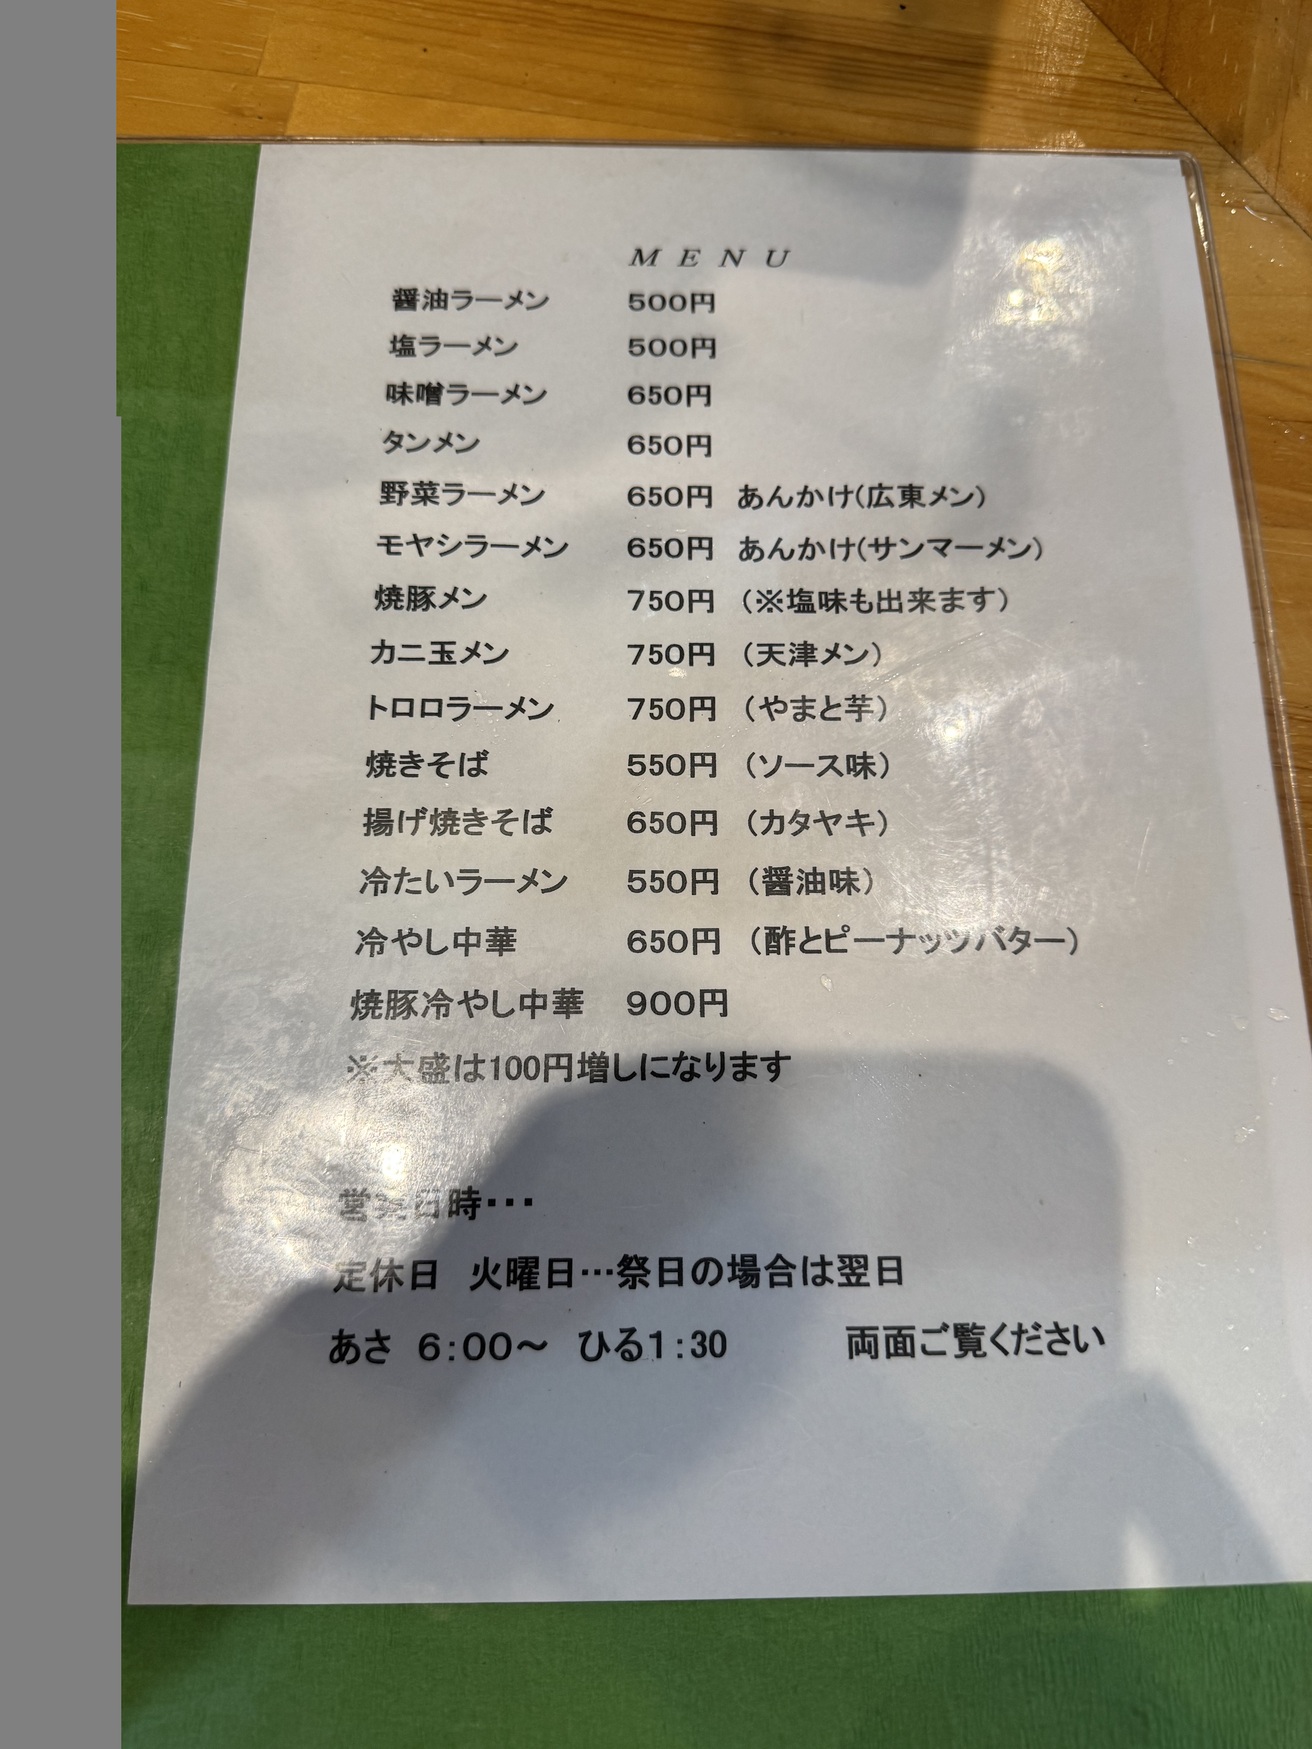 MENU
醤油ラーメン 500円
塩ラーメン 500円
味噌ラーメン 650円
タンメン 650円
野菜ラーメン 650円 あんかけ(広東メン)
モヤシラーメン 650円 あんかけ(サンマーメン)
焼豚メン 750円 (※塩味も出来ます)
カニ玉メン 750円 (天津メン)
トロロラーメン 750円 (やまと芋)
焼きそば 550円 (ソース味)
揚げ焼きそば 650円 (カタヤキ)
冷たいラーメン 550円 (醤油味)
冷やし中華 650円 (酢とピーナッツバター)
焼豚冷やし中華 900円
※大盛は100円増しになります
営業日時・・・
定休日 火曜日…祭日の場合は翌日
あさ 6:00～ ひる1:30 両面ご覧ください